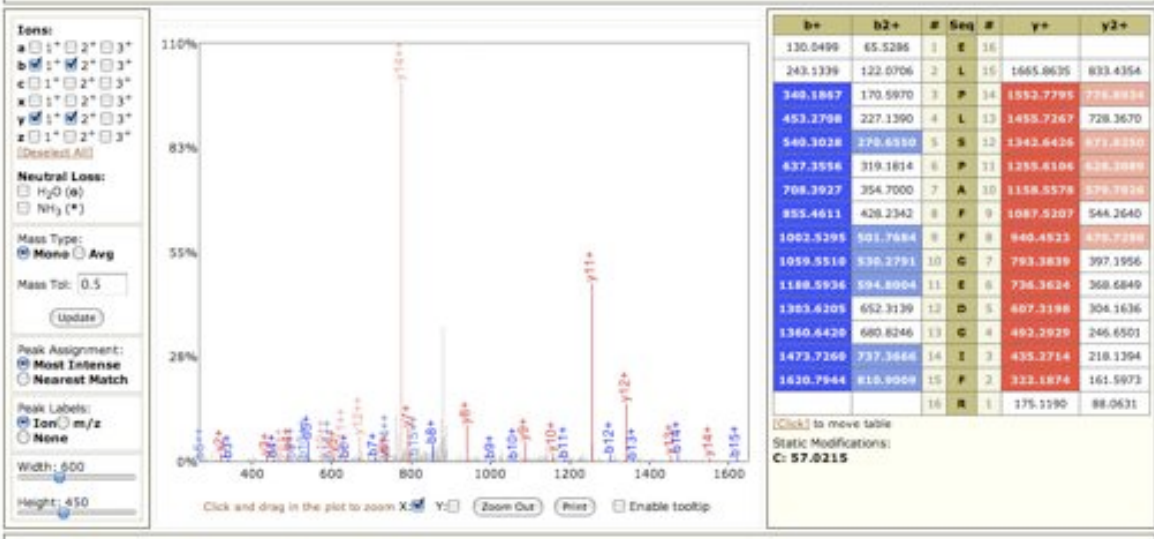 Ions:
a 1+ 2+ 3+
b 1+ 2+ 3+
c 1+ 2+ 3+
x 1+ 2+ 3+
y 1+ 2+ 3+
z 1+ 2+ 3+
[Deselect All]
Neutral Loss:
H2O (o)
NH3 (*)
Mass Type:
Mono Avg
Mass Tol: 0.5
Update
Peak Assignment:
Most Intense
Nearest Match
Peak Labels:
Ion m/z
None
Width: 600
Height: 450
110%
83%
55%
28%
0%
y14++
y11+
y12+
y8+
y9+
y10+
b8+
b9+
b10+
b11+
b12+
b13+
b14+
y14+
b15+
400 600 800 1000 1200 1400 1600
Click and drag in the plot to zoom X: Y: Zoom Out Print Enable tooltip
b+ b2+ # Seq # y+ y2+
130.0499 65.5286 1 E 16
243.1339 122.0706 2 L 15 1665.8635 833.4354
340.1867 170.5970 3 P 14 1552.7795 776.8934
453.2708 227.1390 4 L 13 1455.7267 728.3670
540.3028 270.6550 5 S 12 1342.6426 671.8250
637.3556 319.1814 6 P 11 1255.6106 628.3089
708.3927 354.7000 7 A 10 1158.5578 579.7826
855.4611 428.2342 8 F 9 1087.5207 544.2640
1002.5295 501.7684 9 F 8 940.4523 470.7298
1059.5510 530.2791 10 G 7 793.3839 397.1956
1188.5936 594.8004 11 E 6 736.3624 368.6849
1303.6205 652.3139 12 D 5 607.3198 304.1636
1360.6420 680.8246 13 G 4 492.2929 246.6501
1473.7260 737.3666 14 I 3 435.2714 218.1394
1620.7944 810.9009 15 F 2 322.1874 161.5973
16 R 1 175.1190 88.0631
[Click] to move table
Static Modifications:
C: 57.0215